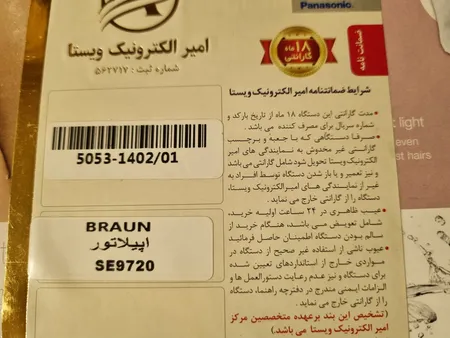 Panasonic
ضمانت نامه
۱۸ ماه
گارانتی
امیر الکترونیک ویستا
شماره ثبت : ۵۶۲۷۱۷
شرایط ضمانتنامه امیر الکترونیک ویستا
• مدت گارانتی این دستگاه ۱۸ ماه از تاریخ بارکد و
شماره سریال برای مصرف کننده می باشد .
• صرفا دستگاهی که با جعبه و برچسب
گارانتی غیر مخدوش به نمایندگی های امیر
الکترونیک ویستا تحویل شود شامل گارانتی می باشد
و نیز تعمیر و یا باز شدن دستگاه توسط افراد به
غیر از نمایندگی های امیرالکترونیک ویستا،
دستگاه را از گارانتی خارج می نماید .
• عیب ظاهری در ۲۴ ساعت اولیه خرید،
شامل تعویض می باشد، هنگام خرید از
سالم بودن دستگاه اطمینان حاصل فرمائید
• عیوب ناشی از استفاده غیر صحیح از دستگاه در
مواردی خارج از استانداردهای تعیین شده
برای دستگاه و نیز عدم رعایت دستورالعمل ها و
الزامات ایمنی مندرج در دفترچه راهنما، دستگاه
را از گارانتی خارج می نماید .
(تشخیص این بند برعهده متخصصین مرکز
امیر الکترونیک ویستا می باشد)
5053-1402/01
BRAUN
اپیلاتور
SE9720
light
even
st hairs